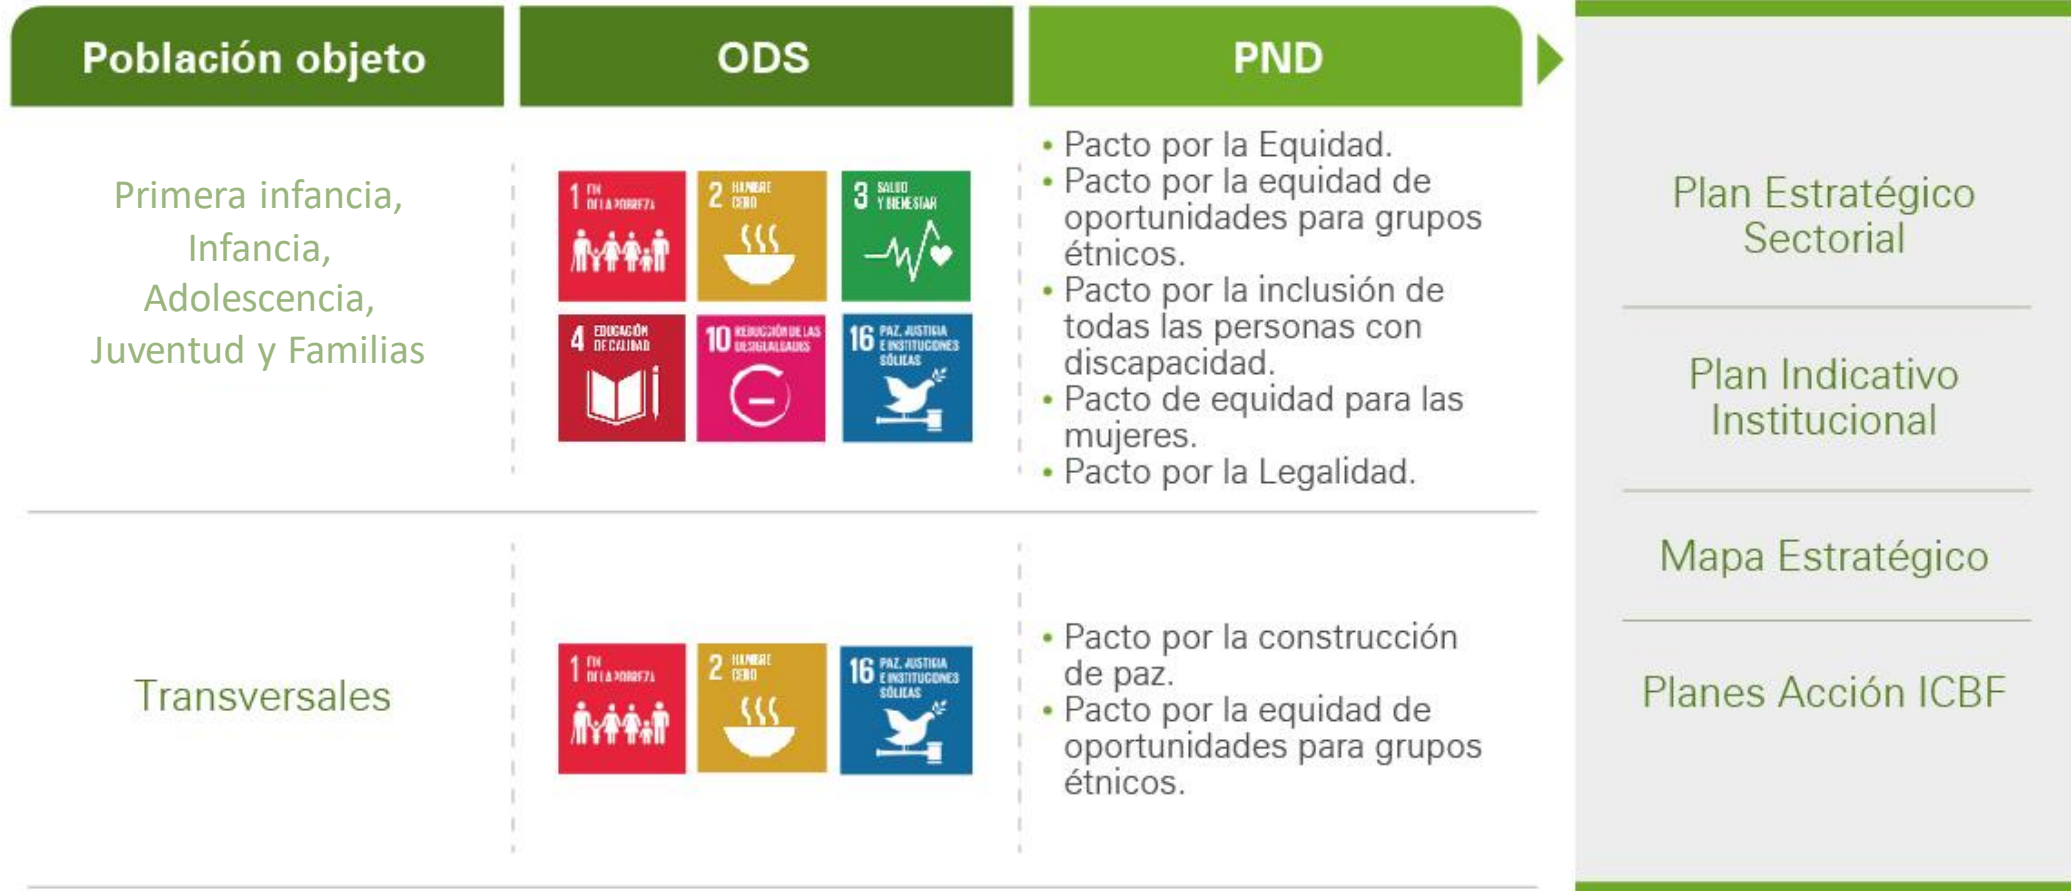 Población objeto
ODS
PND
Primera infancia,
Infancia,
Adolescencia,
Juventud y Familias
1 FIN
DE LA POBREZA
2 HAMBRE
CERO
3 SALUD
Y BIENESTAR
4 EDUCACIÓN
DE CALIDAD
10 REDUCCIÓN DE LAS
DESIGUALDADES
16 PAZ, JUSTICIA
E INSTITUCIONES
SÓLIDAS
• Pacto por la Equidad.
• Pacto por la equidad de
oportunidades para grupos
étnicos.
• Pacto por la inclusión de
todas las personas con
discapacidad.
• Pacto de equidad para las
mujeres.
• Pacto por la Legalidad.
Transversales
1 FIN
DE LA POBREZA
2 HAMBRE
CERO
16 PAZ, JUSTICIA
E INSTITUCIONES
SÓLIDAS
• Pacto por la construcción
de paz.
• Pacto por la equidad de
oportunidades para grupos
étnicos.
Plan Estratégico
Sectorial
Plan Indicativo
Institucional
Mapa Estratégico
Planes Acción ICBF